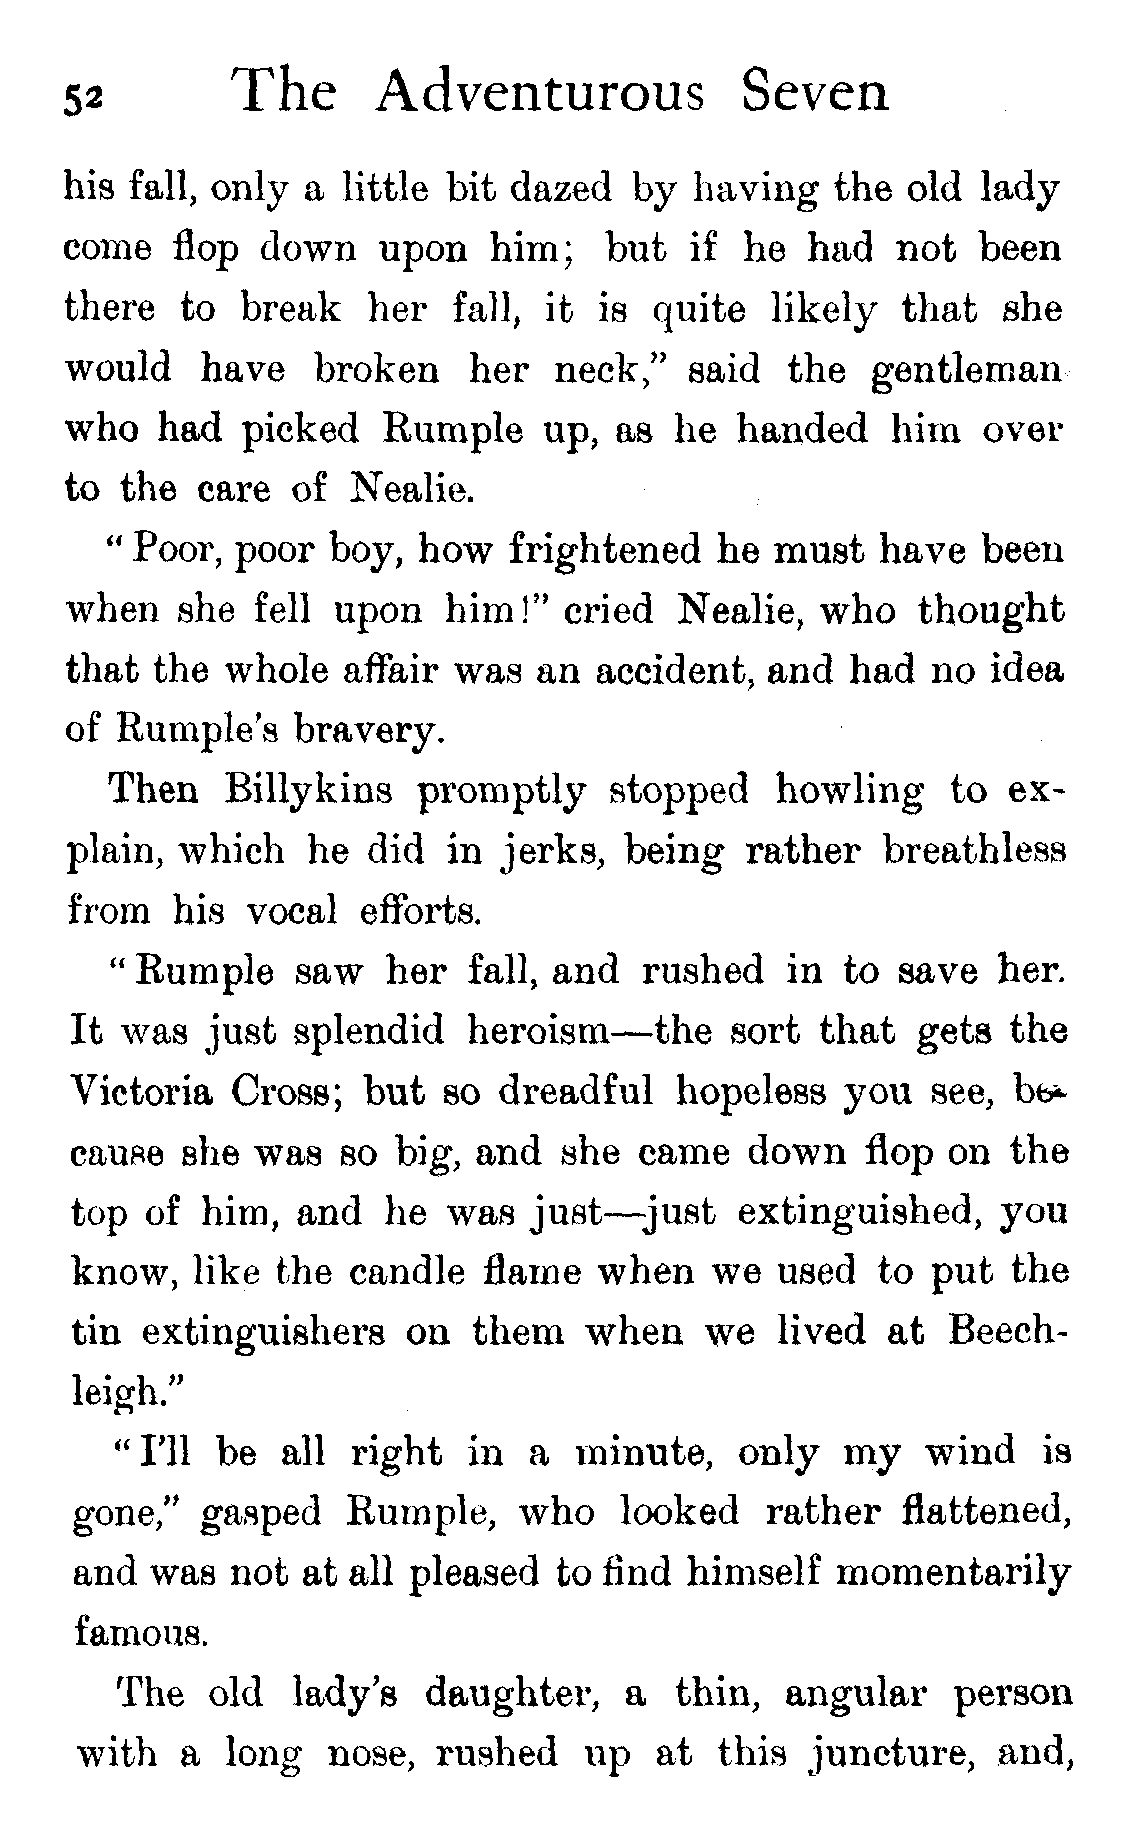 52 The Adventurous Seven
his fall, only a little bit dazed by having the old lady
come flop down upon him; but if he had not been
there to break her fall, it is quite likely that she
would have broken her neck,” said the gentleman
who had picked Rumple up, as he handed him over
to the care of Nealie.
“Poor, poor boy, how frightened he must have been
when she fell upon him!” cried Nealie, who thought
that the whole affair was an accident, and had no idea
of Rumple's bravery.
Then Billykins promptly stopped howling to ex-
plain, which he did in jerks, being rather breathless
from his vocal efforts.
“Rumple saw her fall, and rushed in to save her.
It was just splendid heroism—the sort that gets the
Victoria Cross; but so dreadful hopeless you see, be-
cause she was so big, and she came down flop on the
top of him, and he was just—just extinguished, you
know, like the candle flame when we used to put the
tin extinguishers on them when we lived at Beech-
leigh.”
“I'll be all right in a minute, only my wind is
gone,” gasped Rumple, who looked rather flattened,
and was not at all pleased to find himself momentarily
famous.
The old lady's daughter, a thin, angular person
with a long nose, rushed up at this juncture, and,